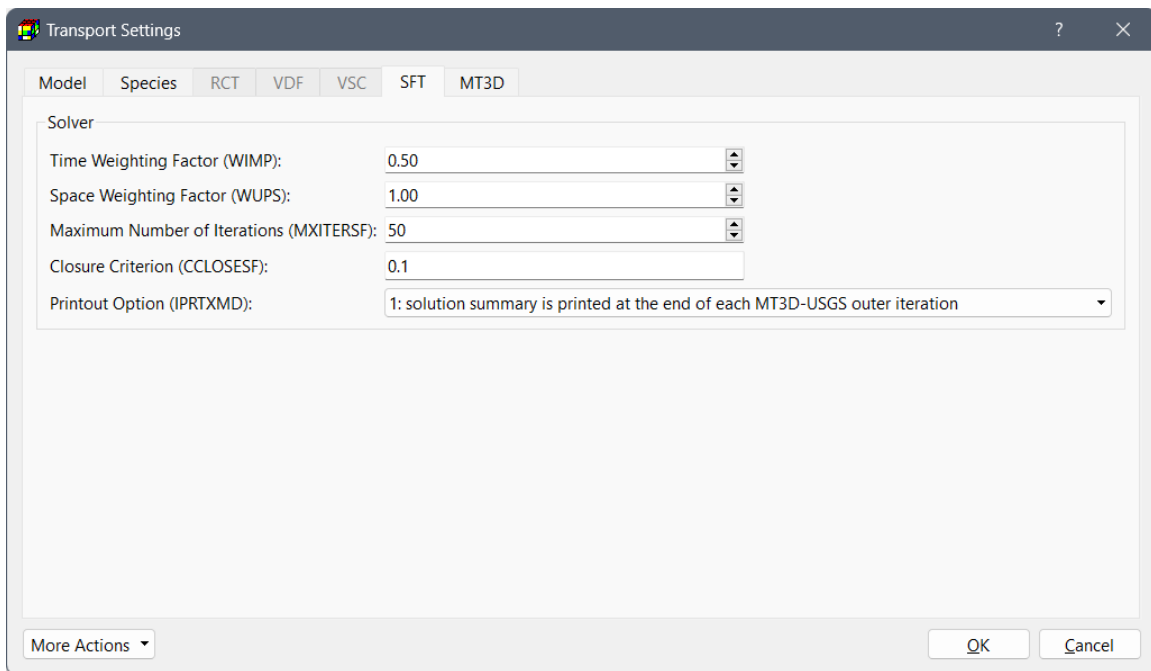 Transport Settings ?
Model Species RCT VDF VSC SFT MT3D
Solver
Time Weighting Factor (WIMP): 0.50
Space Weighting Factor (WUPS): 1.00
Maximum Number of Iterations (MXITERSF): 50
Closure Criterion (CCLOSESF): 0.1
Printout Option (IPRTXMD): 1: solution summary is printed at the end of each MT3D-USGS outer iteration
More Actions OK Cancel